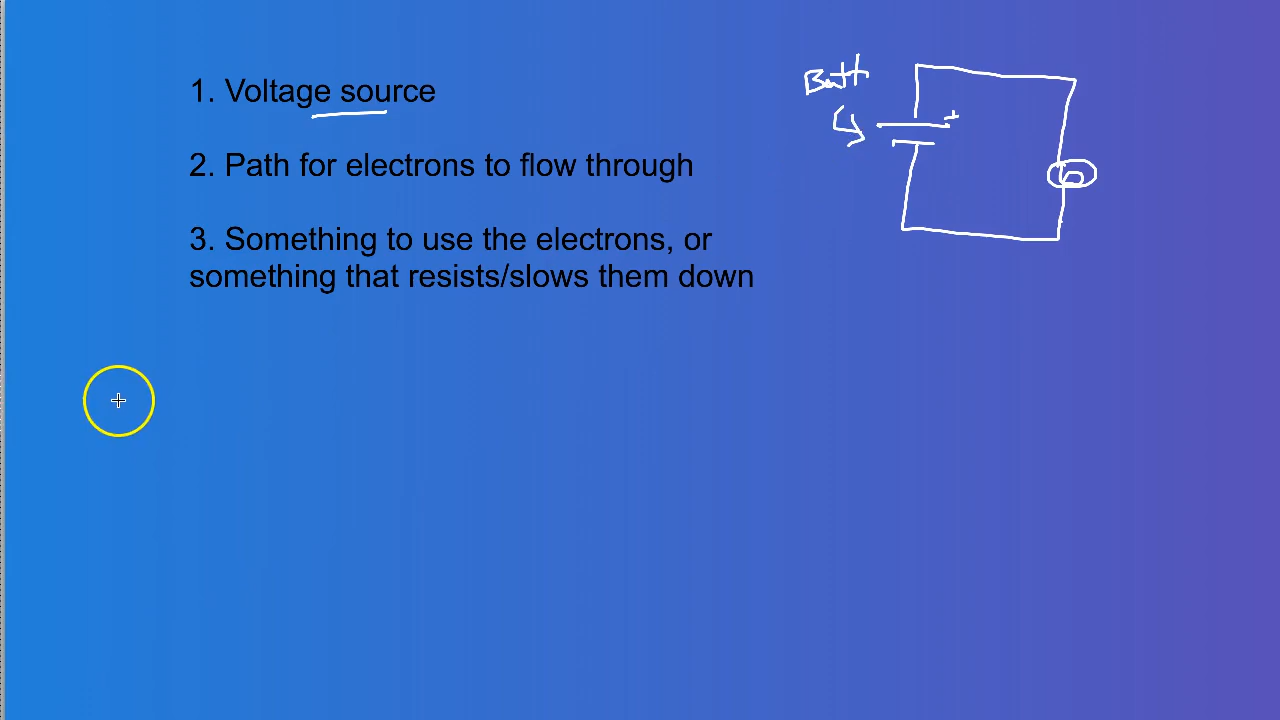 1. Voltage source
2. Path for electrons to flow through
3. Something to use the electrons, or
something that resists/slows them down
Batt
+